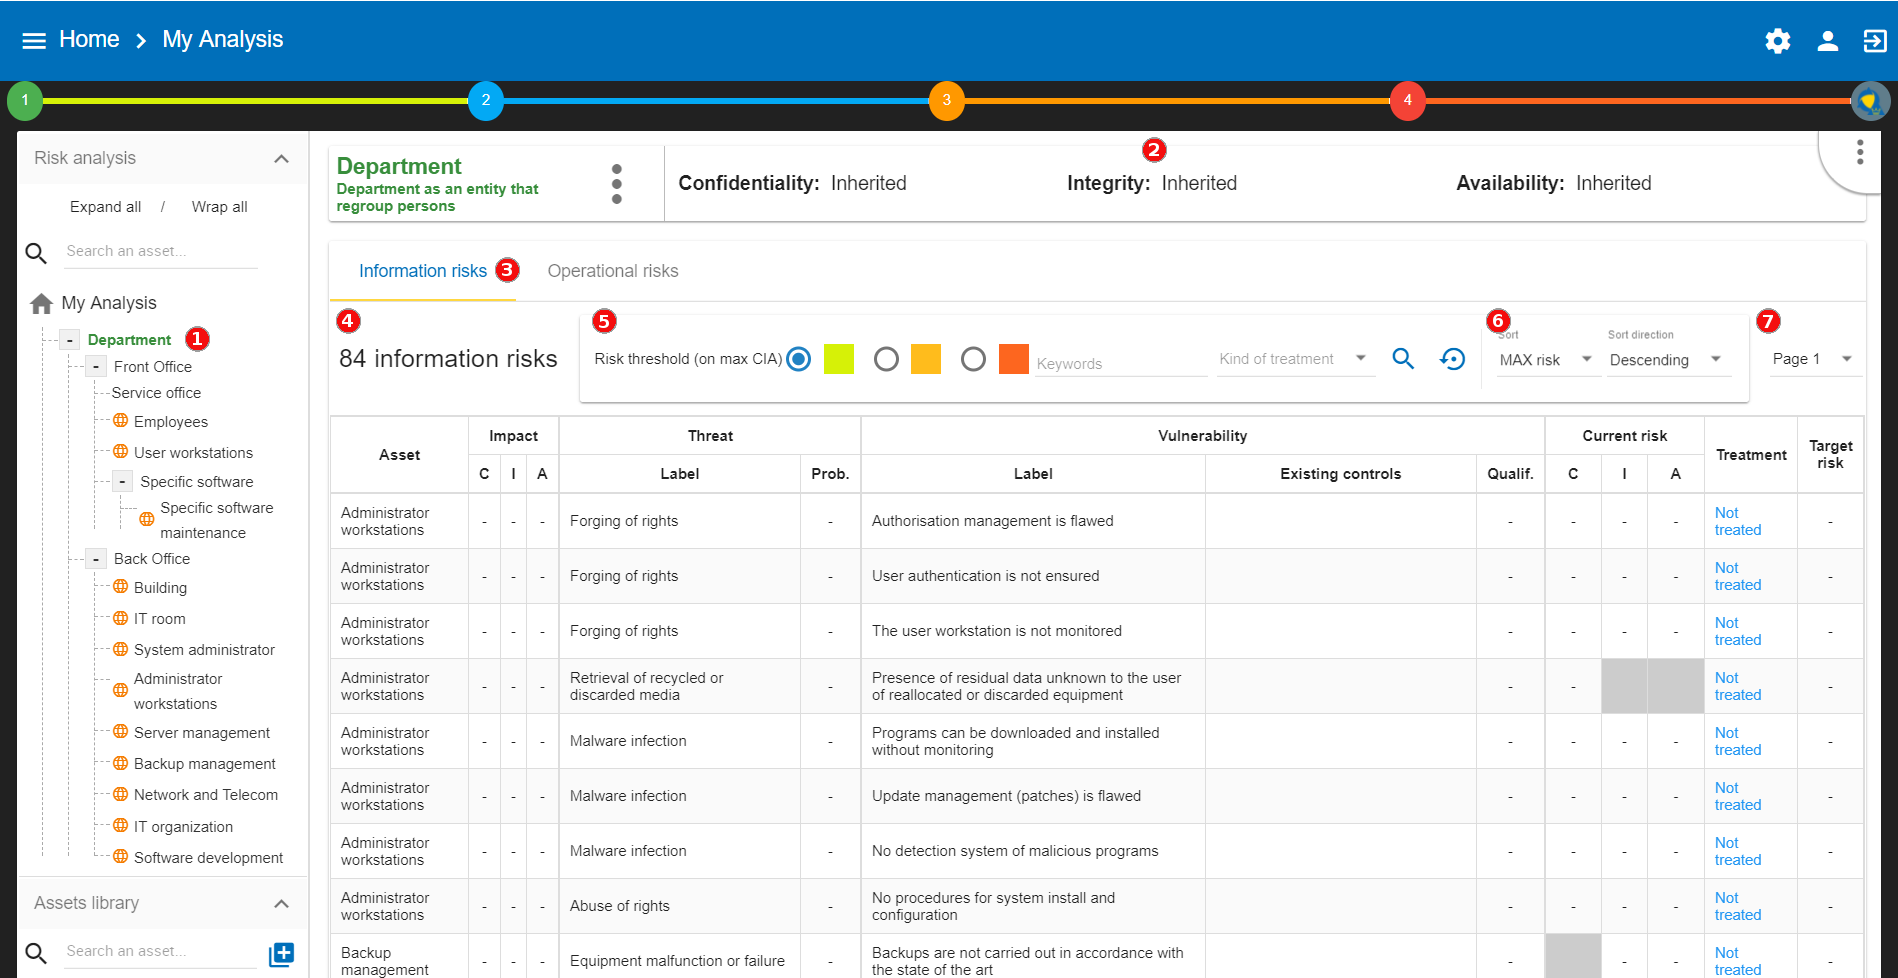 Home > My Analysis
1 2 3 4
Risk analysis
Expand all / Wrap all
Search an asset...
My Analysis
- Department 1
- Front Office
Service office
Employees
User workstations
- Specific software
Specific software
maintenance
- Back Office
Building
IT room
System administrator
Administrator
workstations
Server management
Backup management
Network and Telecom
IT organization
Software development
Assets library
Search an asset...
Department
Department as an entity that
regroup persons
2
Confidentiality: Inherited Integrity: Inherited Availability: Inherited
Information risks 3 Operational risks
4 5 6 7
84 information risks
Risk threshold (on max CIA) Keywords Kind of treatment
Sort Sort direction
MAX risk Descending
Page 1
Asset Impact Threat Vulnerability Current risk Treatment Target
risk
C I A Label Prob. Label Existing controls Qualif. C I A
Administrator
workstations - - - Forging of rights - Authorisation management is flawed - - - - Not
treated -
Administrator
workstations - - - Forging of rights - User authentication is not ensured - - - - Not
treated -
Administrator
workstations - - - Forging of rights - The user workstation is not monitored - - - - Not
treated -
Administrator
workstations - - - Retrieval of recycled or
discarded media - Presence of residual data unknown to the user
of reallocated or discarded equipment - - Not
treated -
Administrator
workstations - - - Malware infection - Programs can be downloaded and installed
without monitoring - - - - Not
treated -
Administrator
workstations - - - Malware infection - Update management (patches) is flawed - - - - Not
treated -
Administrator
workstations - - - Malware infection - No detection system of malicious programs - - - - Not
treated -
Administrator
workstations - - - Abuse of rights - No procedures for system install and
configuration - - - - Not
treated -
Backup
management - - - Equipment malfunction or failure - Backups are not carried out in accordance with
the state of the art - - - Not
treated -